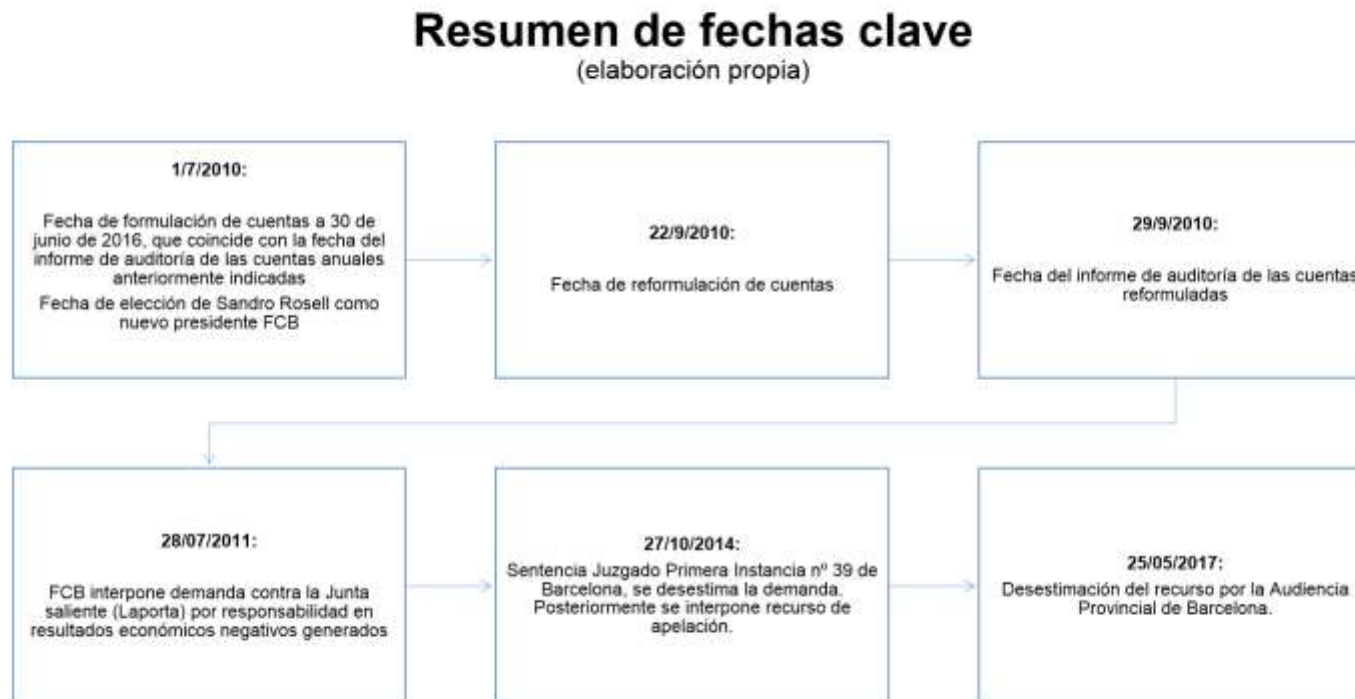 Resumen de fechas clave
(elaboración propia)
1/7/2010:
Fecha de formulación de cuentas a 30 de
junio de 2016, que coincide con la fecha del
informe de auditoría de las cuentas anuales
anteriormente indicadas
Fecha de elección de Sandro Rosell como
nuevo presidente FCB
22/9/2010:
Fecha de reformulación de cuentas
29/9/2010:
Fecha del informe de auditoría de las cuentas
reformuladas
28/07/2011:
FCB interpone demanda contra la Junta
saliente (Laporta) por responsabilidad en
resultados económicos negativos generados
27/10/2014:
Sentencia Juzgado Primera Instancia nº 39 de
Barcelona, se desestima la demanda.
Posteriormente se interpone recurso de
apelación.
25/05/2017:
Desestimación del recurso por la Audiencia
Provincial de Barcelona.